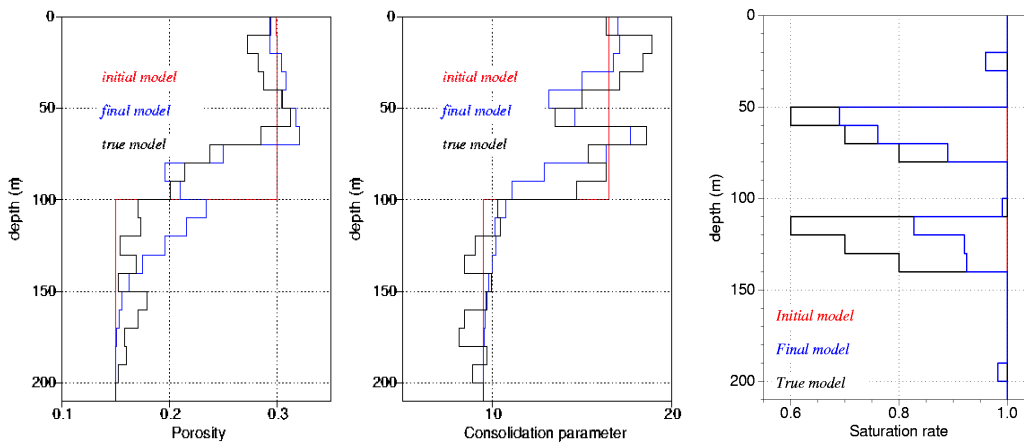 0
50
100
150
200
depth (m)
initial model
final model
true model
0.1
0.2
0.3
Porosity
0
50
100
150
200
depth (m)
initial model
final model
true model
10
20
Consolidation parameter
0
50
100
150
200
depth (m)
Initial model
Final model
True model
0.6
0.8
1.0
Saturation rate